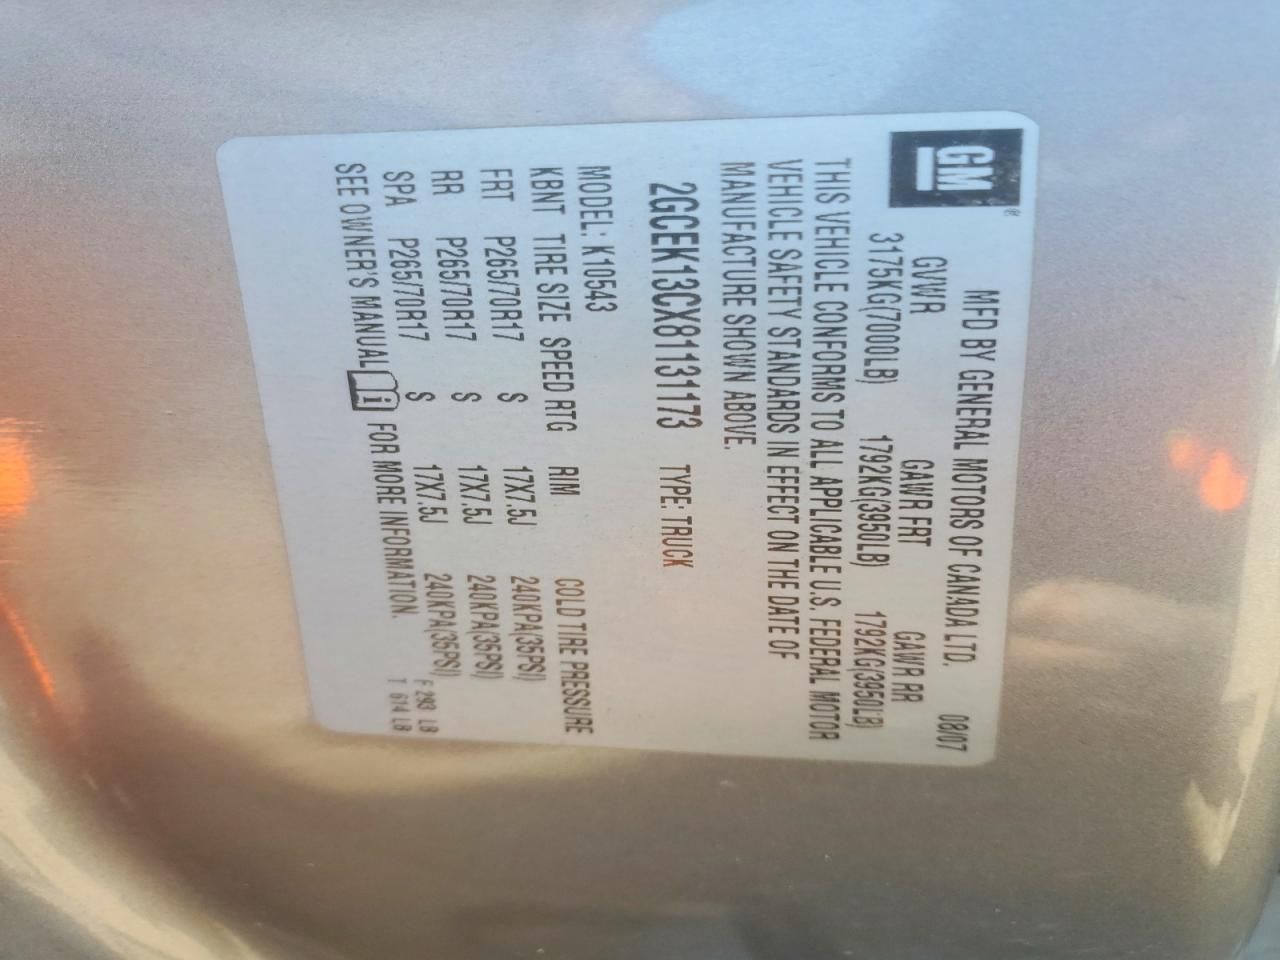 GM ®
MFD BY GENERAL MOTORS OF CANADA LTD. 08/07
GVWR GAWR FRT GAWR RR
3175KG(7000LB) 1792KG(3950LB) 1792KG(3950LB)
THIS VEHICLE CONFORMS TO ALL APPLICABLE U.S. FEDERAL MOTOR
VEHICLE SAFETY STANDARDS IN EFFECT ON THE DATE OF
MANUFACTURE SHOWN ABOVE.
2GCEK13CX81131173 TYPE: TRUCK
MODEL: K10543
KBNT TIRE SIZE SPEED RTG RIM COLD TIRE PRESSURE
FRT P265/70R17 S 17X7.5J 240KPA(35PSI)
RR P265/70R17 S 17X7.5J 240KPA(35PSI)
SPA P265/70R17 S 17X7.5J 240KPA(35PSI)
F 293 LB
SEE OWNER'S MANUAL i FOR MORE INFORMATION. T 614 LB